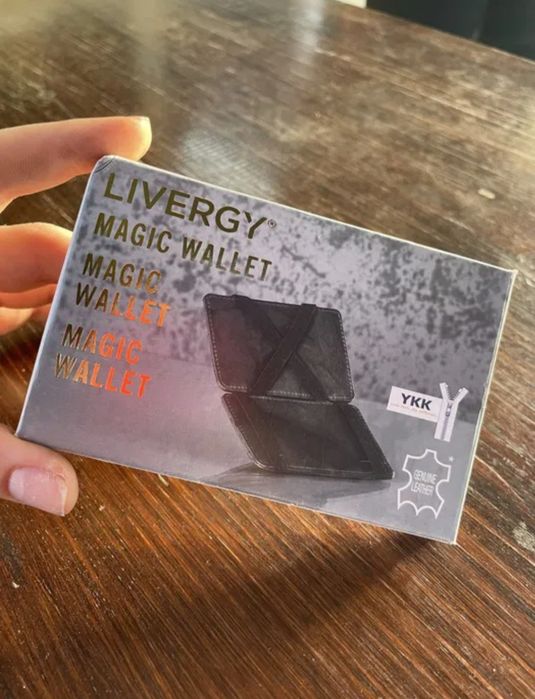 LIVERGY®
MAGIC WALLET
MAGIC
WALLET
MAGIC
WALLET
YKK
GENUINE
LEATHER
*